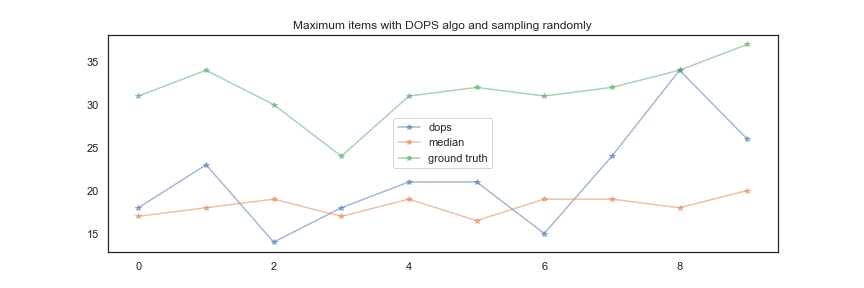 Maximum items with DOPS algo and sampling randomly
35
30
25
20
15
dops
median
ground truth
0 2 4 6 8